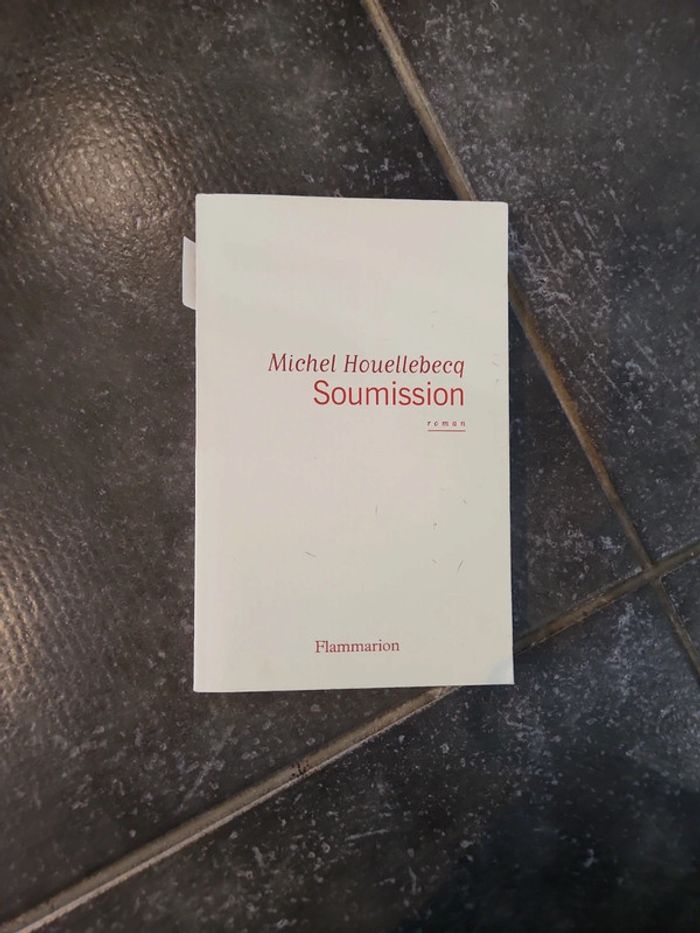 Michel Houellebecq
Soumission
roman
Flammarion